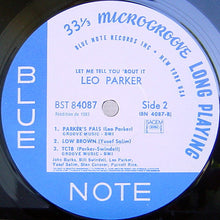 33⅓ MICROGROOVE LONG PLAYING
BLUE NOTE RECORDS INC • NEW YORK USA
LET ME TELL YOU 'BOUT IT
LEO PARKER
BST 84087
Side 2
Réédition de 1983
(BN 4087-B)
1. PARKER'S PALS (Leo Parker)
GROOVE MUSIC - BMI
2. LOW BROWN (Yusef Salim)
3. TCTB (Parker-Swindell)
GROOVE MUSIC - BMI
SACEM
John Burks, Bill Swindell, Leo Parker,
Yusef Salim, Stan Conover, Purnell Rice.
BLUE
NOTE